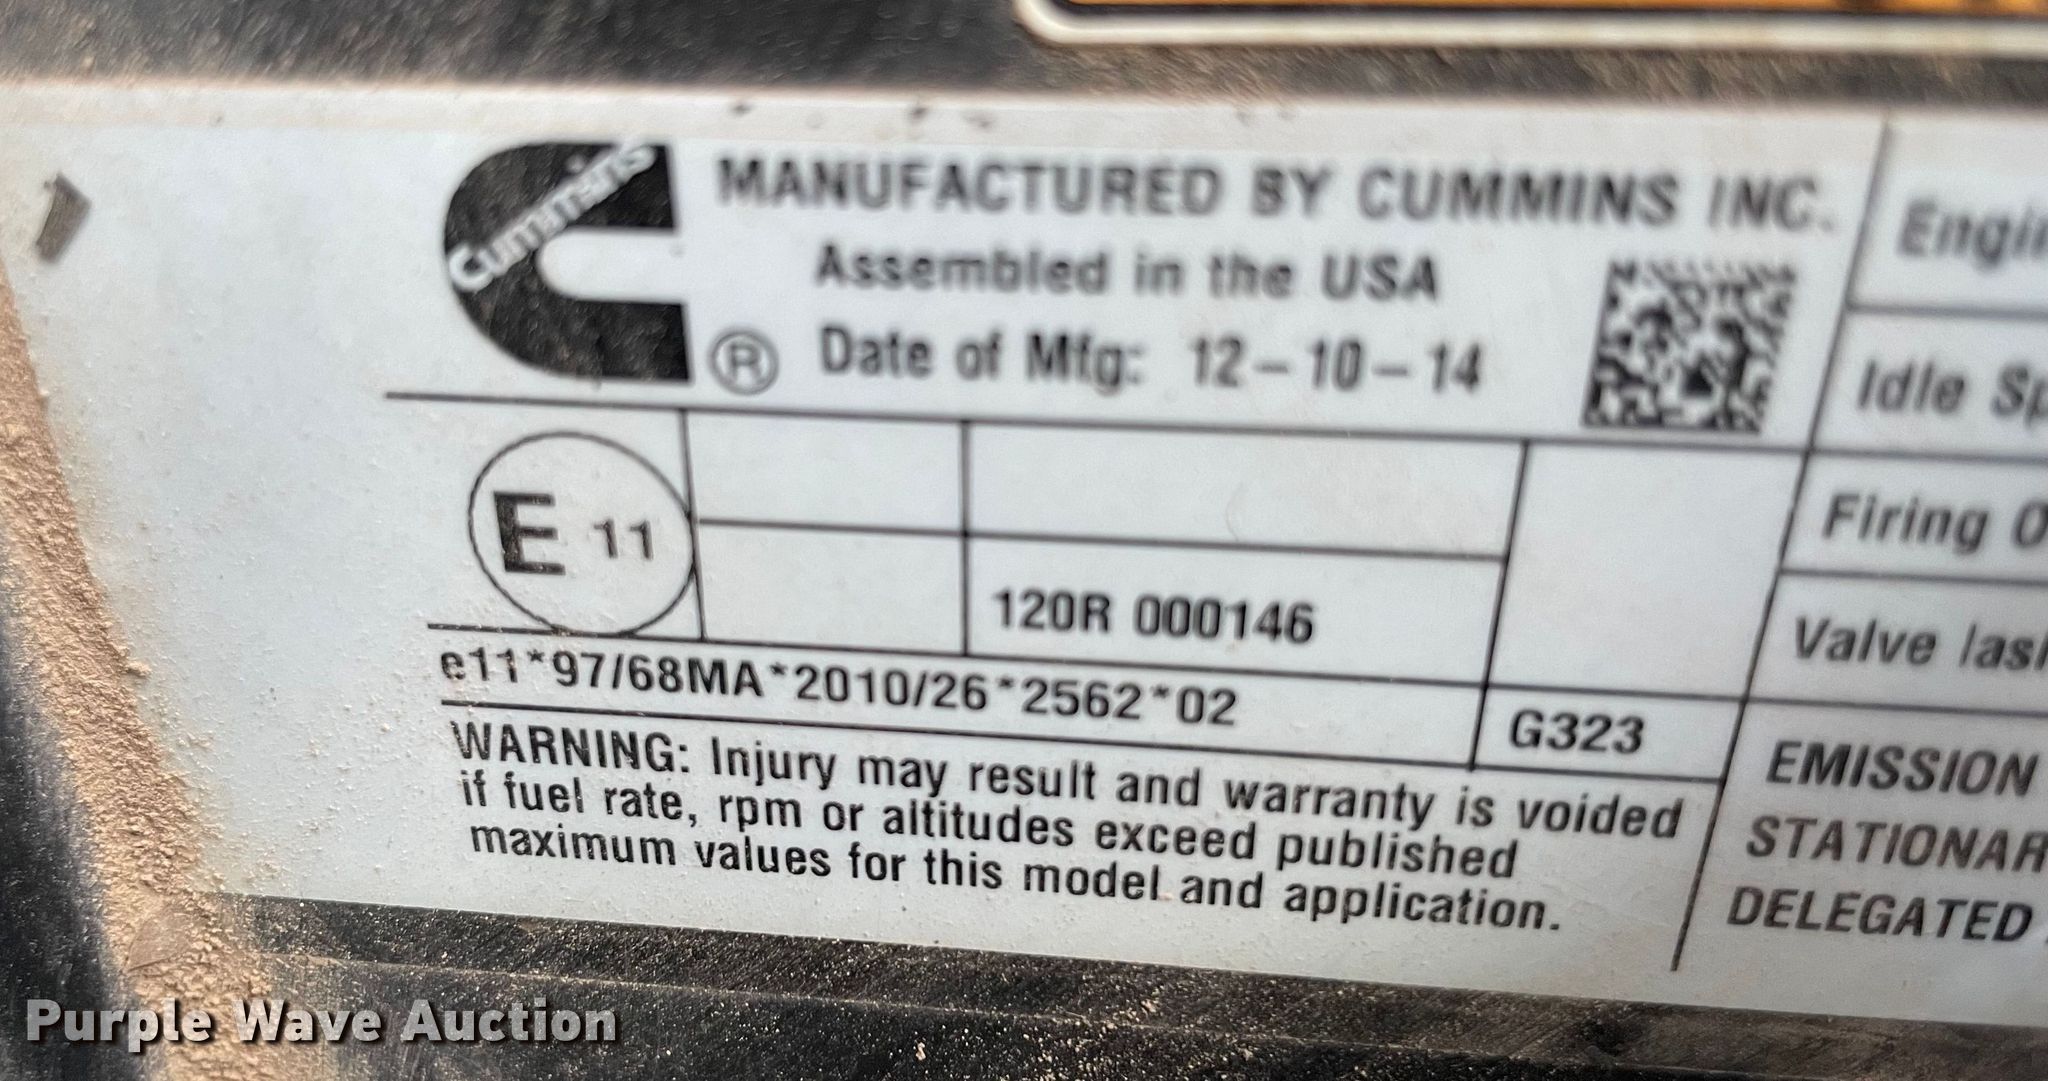 Cummins
MANUFACTURED BY CUMMINS INC.
Assembled in the USA
® Date of Mfg: 12-10-14
E 11
120R 000146
e11*97/68MA*2010/26*2562*02
G323
WARNING: Injury may result and warranty is voided
if fuel rate, rpm or altitudes exceed published
maximum values for this model and application.
Engin
Idle Sp
Firing O
Valve lash
EMISSION
STATIONAR
DELEGATED
Purple Wave Auction